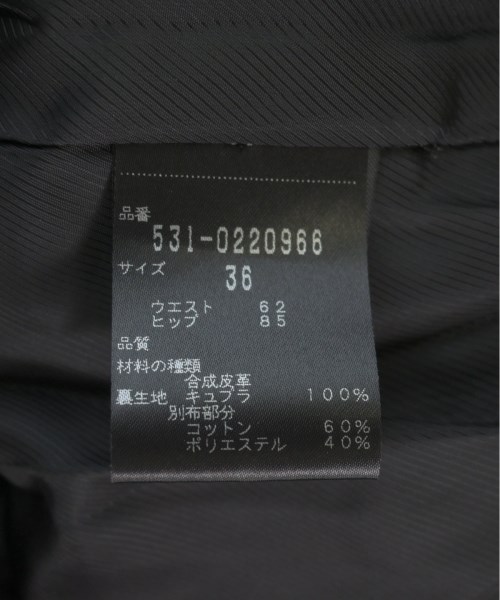 品番
531-0220966
サイズ
36
ウエスト 62
ヒップ 85
品質
材料の種類
合成皮革
裏生地 キュプラ 100%
別布部分
コットン 60%
ポリエステル 40%